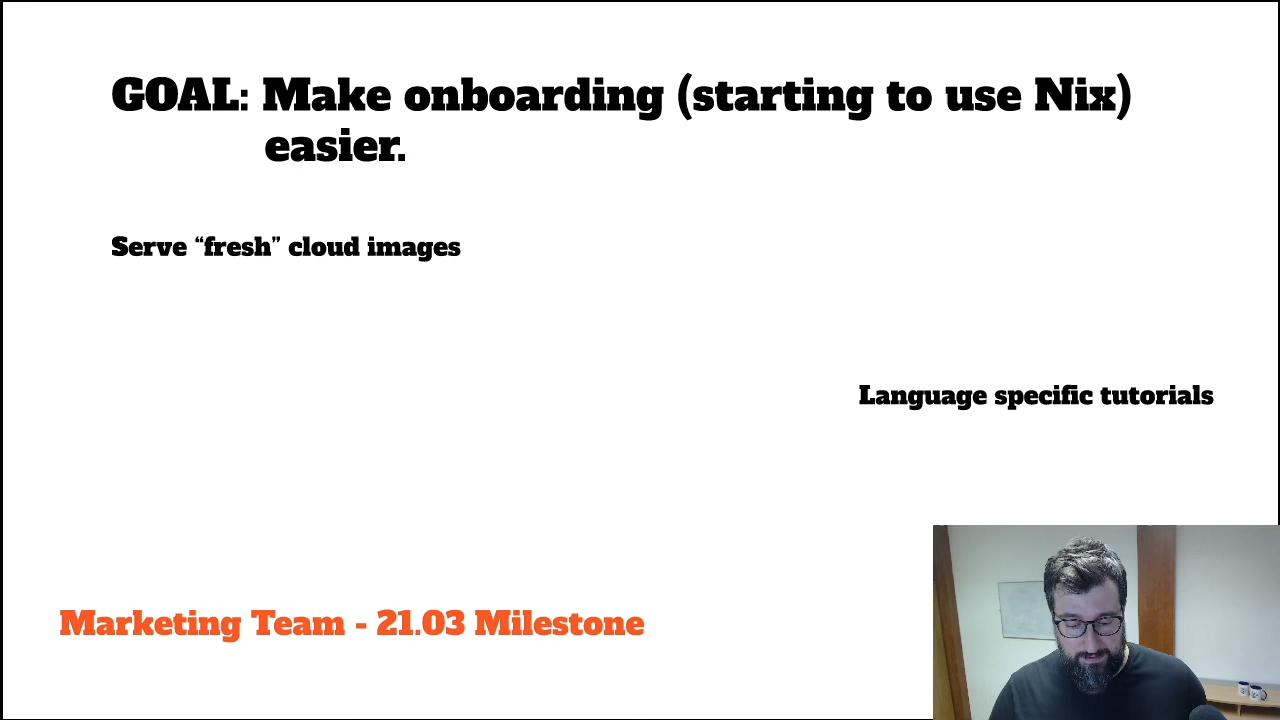 GOAL: Make onboarding (starting to use Nix)
easier.
Serve “fresh” cloud images
Language specific tutorials
Marketing Team - 21.03 Milestone